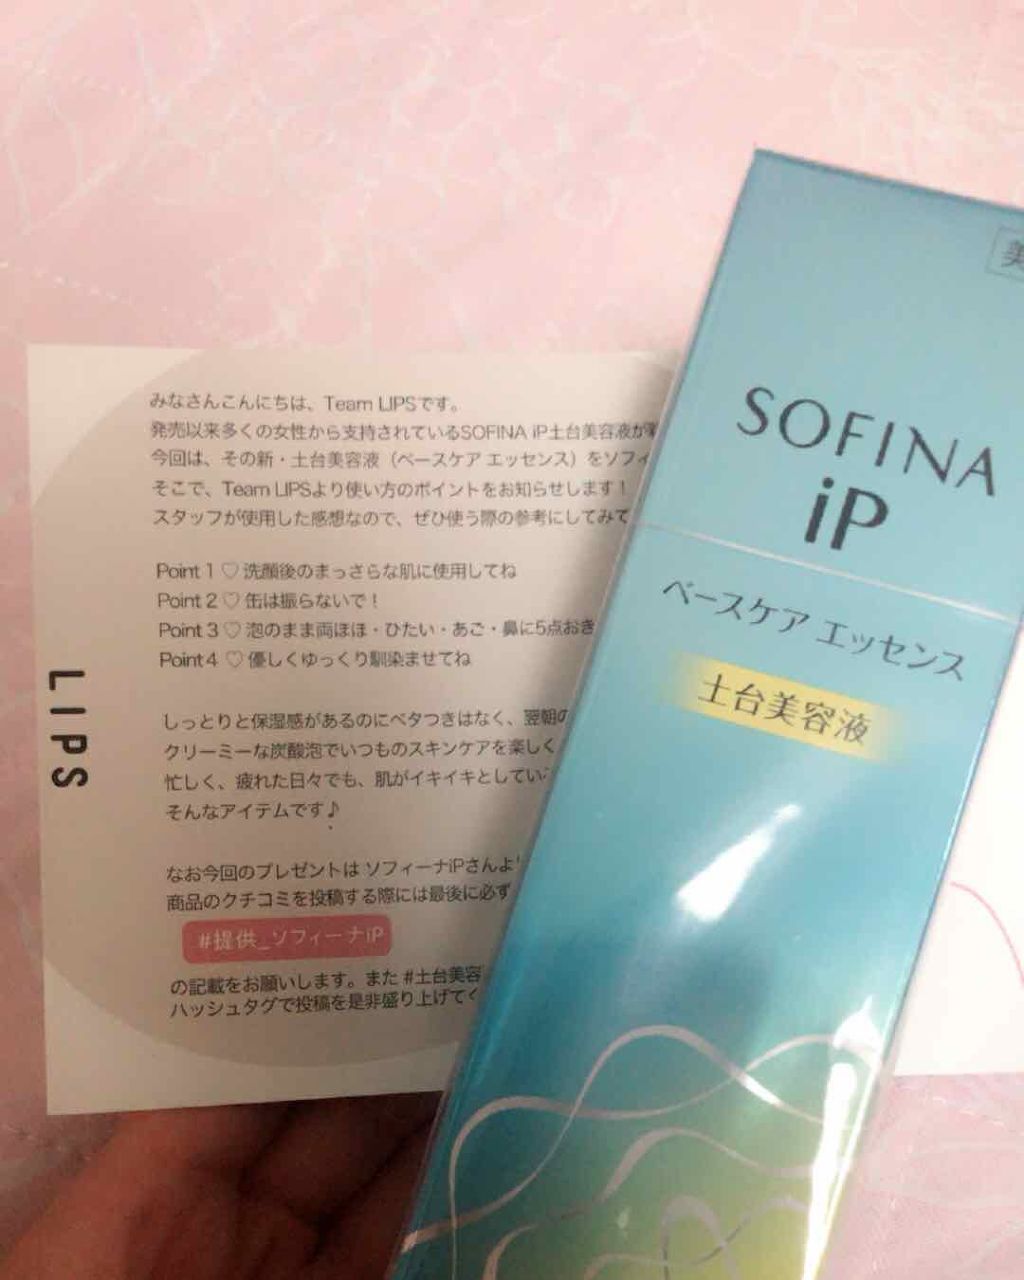 みなさんこんにちは、Team LIPSです。
発売以来多くの女性から支持されているSOFINA iP土台美容液が
今回は、その新・土台美容液（ベースケア エッセンス）をソフィ
そこで、Team LIPSより使い方のポイントをお知らせします！
スタッフが使用した感想なので、ぜひ使う際の参考にしてみて
Point 1 ♡ 洗顔後のまっさらな肌に使用してね
Point 2 ♡ 缶は振らないで！
Point 3 ♡ 泡のまま両ほほ・ひたい・あご・鼻に5点おき
Point 4 ♡ 優しくゆっくり馴染ませてね
しっとりと保湿感があるのにベタつきはなく、翌朝の
クリーミーな炭酸泡でいつものスキンケアを楽しく
忙しく、疲れた日々でも、肌がイキイキとしてい
そんなアイテムです♪
なお今回のプレゼントは ソフィーナiPさんよ
商品のクチコミを投稿する際には最後に必ず
#提供_ソフィーナiP
の記載をお願いします。また #土台美容
ハッシュタグで投稿を是非盛り上げてく
LIPS
美
SOFINA
iP
ベースケア エッセンス
土台美容液